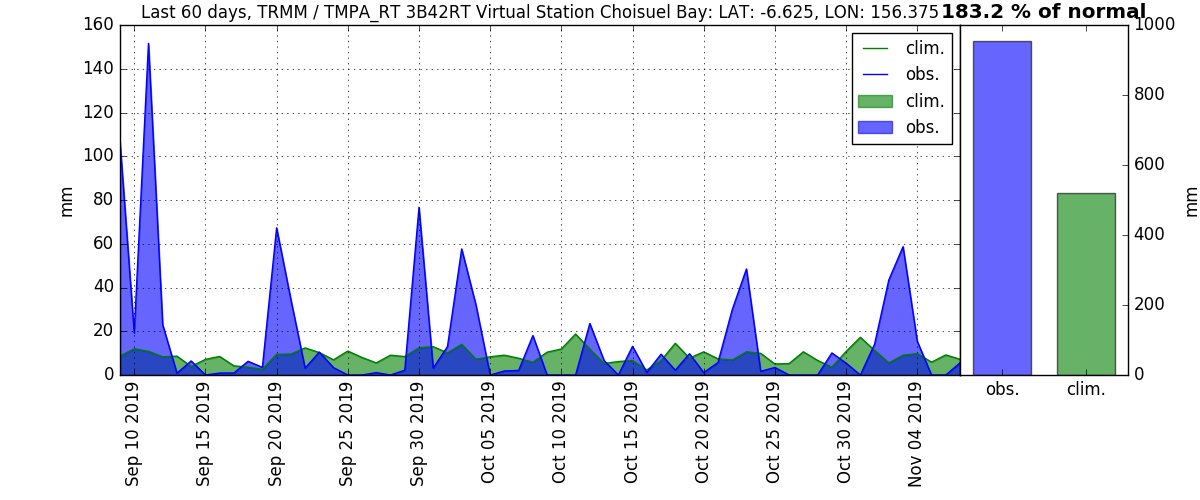 Last 60 days, TRMM / TMPA_RT 3B42RT Virtual Station Choisuel Bay: LAT: -6.625, LON: 156.375
183.2 % of normal
mm
160
140
120
100
80
60
40
20
0
clim.
obs.
clim.
obs.
Sep 10 2019
Sep 15 2019
Sep 20 2019
Sep 25 2019
Sep 30 2019
Oct 05 2019
Oct 10 2019
Oct 15 2019
Oct 20 2019
Oct 25 2019
Oct 30 2019
Nov 04 2019
1000
800
600
400
200
0
mm
obs.
clim.